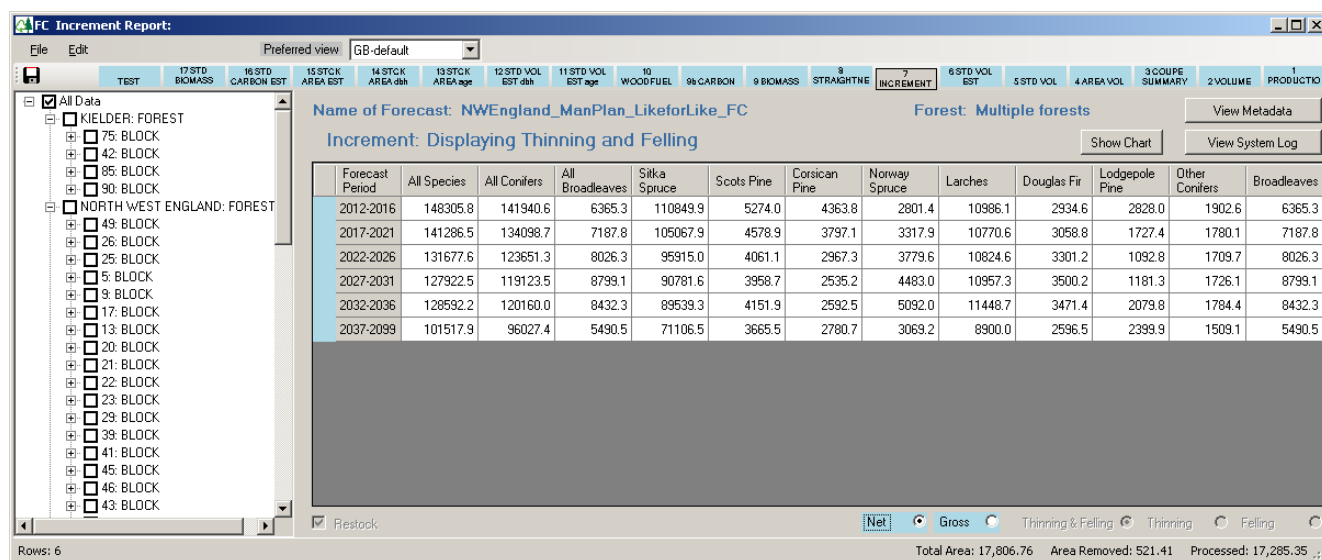 FC Increment Report:
File Edit Preferred view GB-default
TEST 17 STD BIOMASS 16 STD CARBON EST 15 STCK AREA EST 14 STCK AREA dbh 13 STCK AREA age 12 STD VOL EST dbh 11 STD VOL EST age 10 WOODFUEL 9b CARBON 9 BIOMASS 8 STRAIGHTNE 7 INCREMENT 6 STD VOL EST 5 STD VOL 4 AREA VOL 3 COUPE SUMMARY 2 VOLUME 1 PRODUCTIO
All Data
KIELDER: FOREST
75: BLOCK
42: BLOCK
85: BLOCK
90: BLOCK
NORTH WEST ENGLAND: FOREST
49: BLOCK
26: BLOCK
25: BLOCK
5: BLOCK
9: BLOCK
17: BLOCK
13: BLOCK
20: BLOCK
21: BLOCK
22: BLOCK
23: BLOCK
29: BLOCK
39: BLOCK
41: BLOCK
45: BLOCK
46: BLOCK
43: BLOCK
Name of Forecast: NWEngland_ManPlan_LikeforLike_FC Forest: Multiple forests View Metadata
Increment: Displaying Thinning and Felling Show Chart View System Log
Forecast Period All Species All Conifers All Broadleaves Sitka Spruce Scots Pine Corsican Pine Norway Spruce Larches Douglas Fir Lodgepole Pine Other Conifers Broadleaves
2012-2016 148305.8 141940.6 6365.3 110849.9 5274.0 4363.8 2801.4 10986.1 2934.6 2828.0 1902.6 6365.3
2017-2021 141286.5 134098.7 7187.8 105067.9 4578.9 3797.1 3317.9 10770.6 3058.8 1727.4 1780.1 7187.8
2022-2026 131677.6 123651.3 8026.3 95915.0 4061.1 2967.3 3779.6 10824.6 3301.2 1092.8 1709.7 8026.3
2027-2031 127922.5 119123.5 8799.1 90781.6 3958.7 2535.2 4483.0 10957.3 3500.2 1181.3 1726.1 8799.1
2032-2036 128592.2 120160.0 8432.3 89539.3 4151.9 2592.5 5092.0 11448.7 3471.4 2079.8 1784.4 8432.3
2037-2099 101517.9 96027.4 5490.5 71106.5 3665.5 2780.7 3069.2 8900.0 2596.5 2399.9 1509.1 5490.5
Restock Net Gross Thinning & Felling Thinning Felling
Rows: 6 Total Area: 17,806.76 Area Removed: 521.41 Processed: 17,285.35